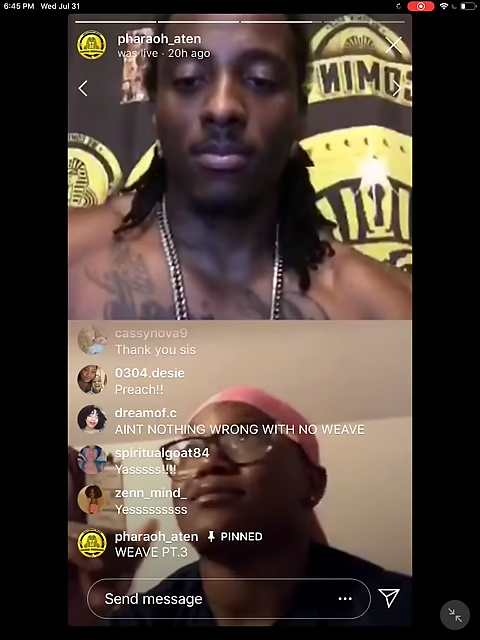 6:45 PM Wed Jul 31
pharaoh_aten
was live · 20h ago
cassynova9
Thank you sis
0304.desie
Preach!!
dreamof.c
AINT NOTHING WRONG WITH NO WEAVE
spiritualgoat84
Yasssss!!!!
zenn_mind_
Yesssssssss
pharaoh_aten PINNED
WEAVE PT.3
Send message